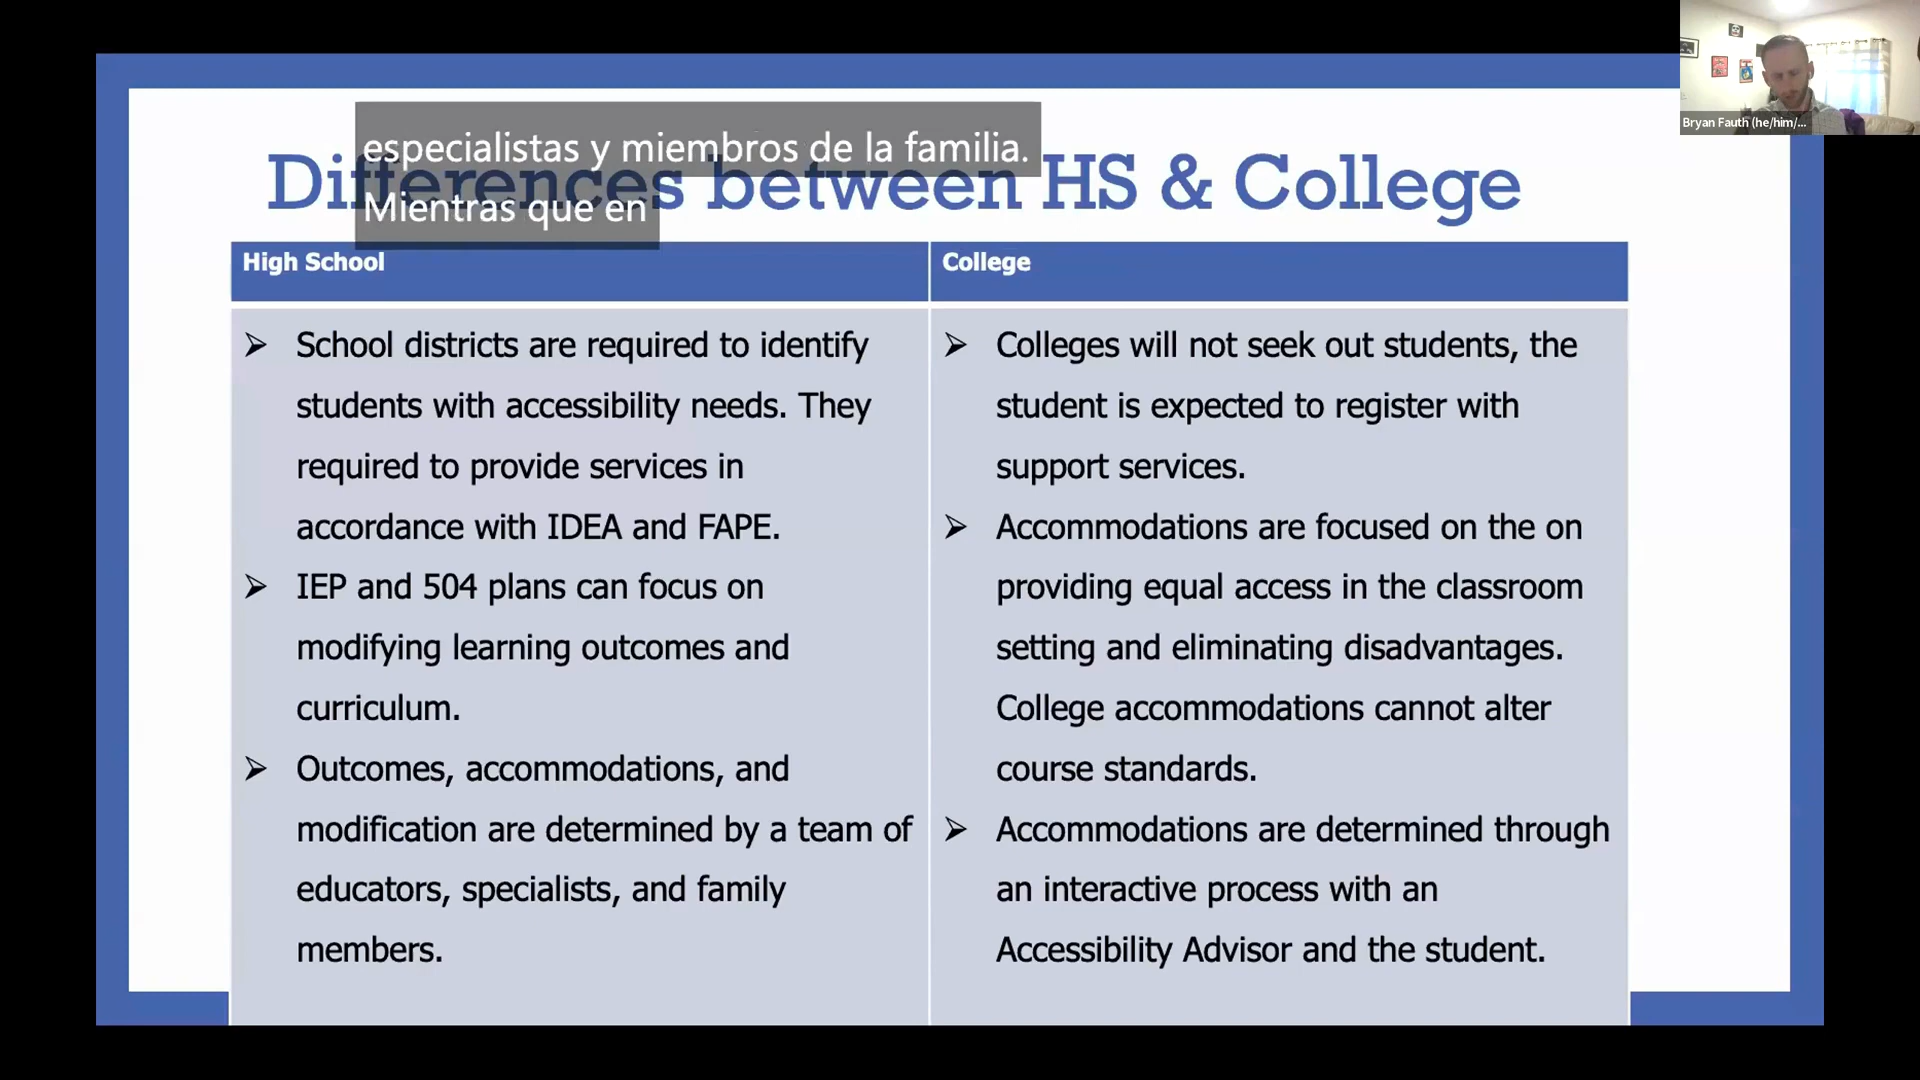 especialistas y miembros de la familia.
Mientras que en
Differences between HS & College
High School
College
School districts are required to identify
students with accessibility needs. They
required to provide services in
accordance with IDEA and FAPE.
IEP and 504 plans can focus on
modifying learning outcomes and
curriculum.
Outcomes, accommodations, and
modification are determined by a team of
educators, specialists, and family
members.
Colleges will not seek out students, the
student is expected to register with
support services.
Accommodations are focused on the on
providing equal access in the classroom
setting and eliminating disadvantages.
College accommodations cannot alter
course standards.
Accommodations are determined through
an interactive process with an
Accessibility Advisor and the student.
Bryan Fauth (he/him/...